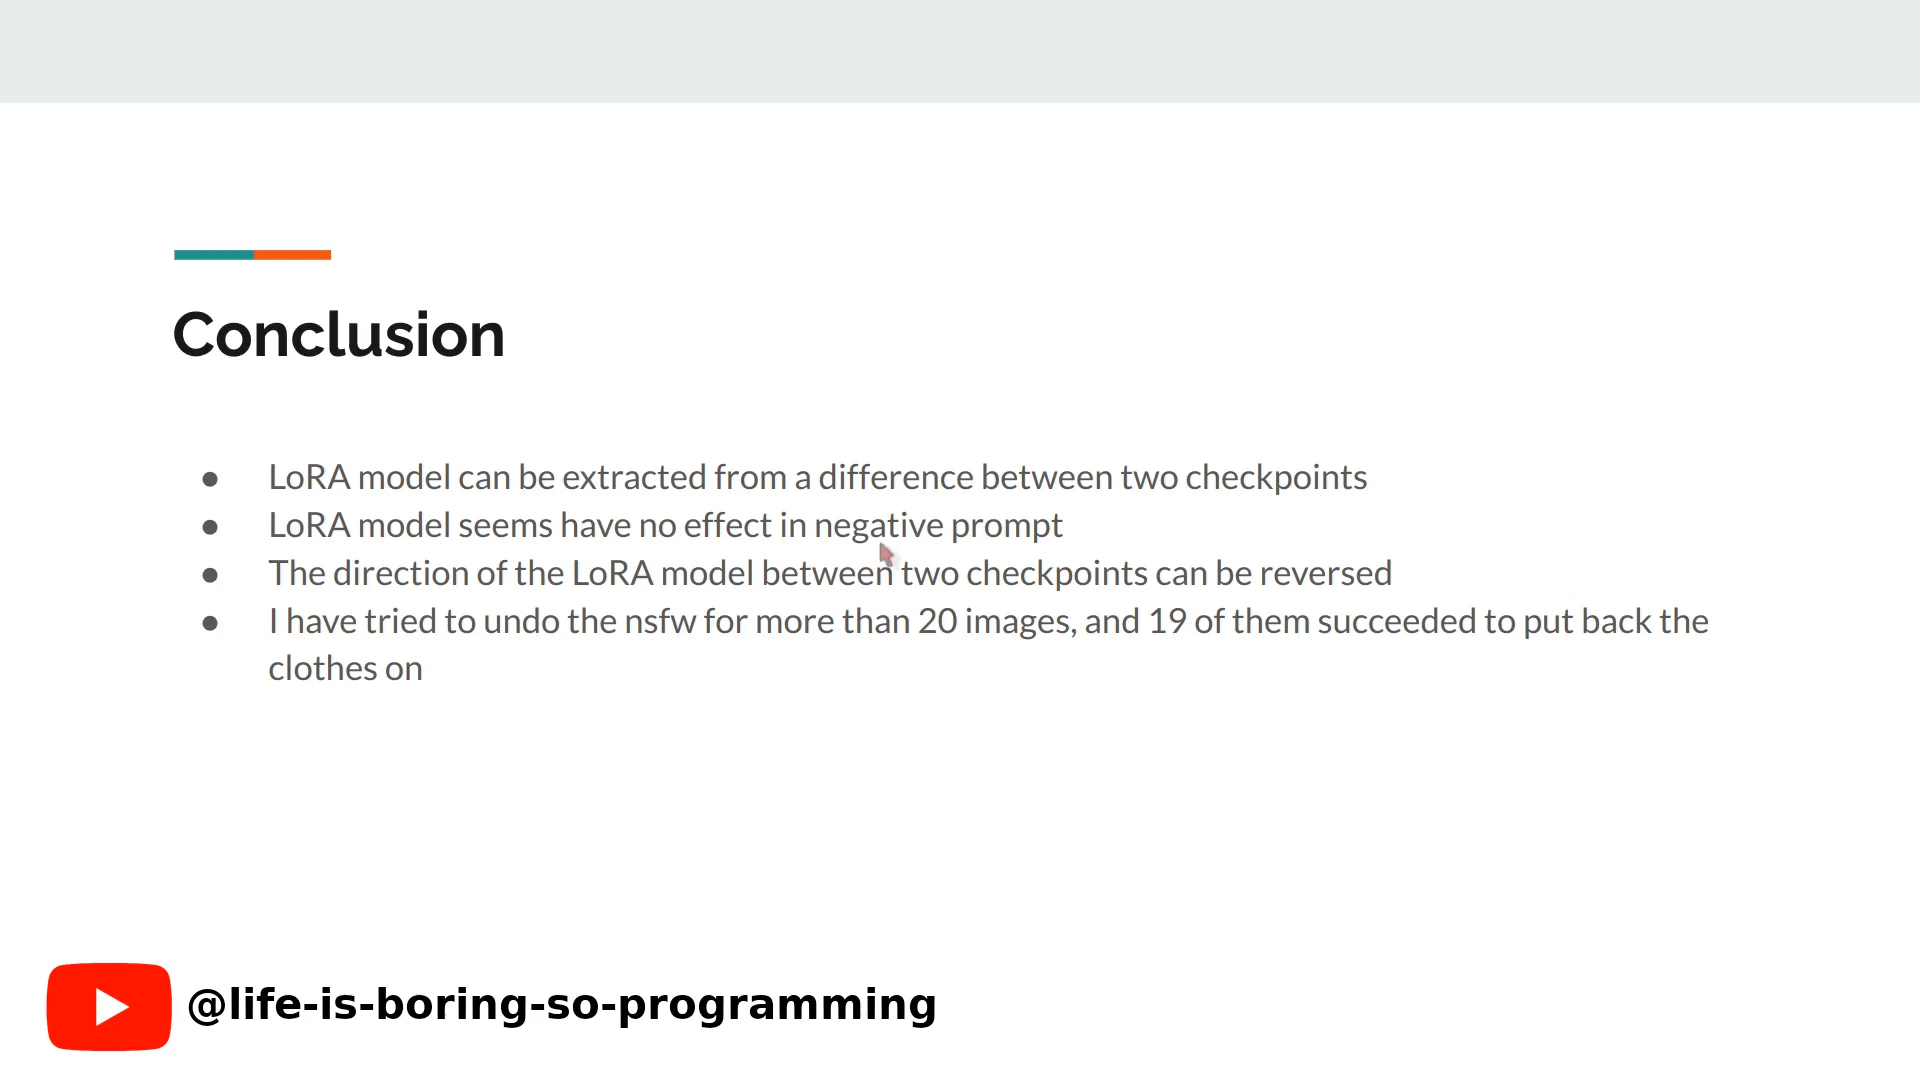 Conclusion
● LoRA model can be extracted from a difference between two checkpoints
● LoRA model seems have no effect in negative prompt
● The direction of the LoRA model between two checkpoints can be reversed
● I have tried to undo the nsfw for more than 20 images, and 19 of them succeeded to put back the
clothes on
@life-is-boring-so-programming